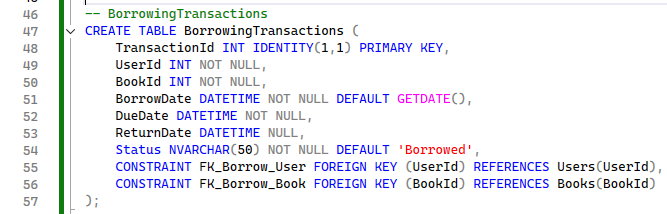 46 -- BorrowingTransactions
47 CREATE TABLE BorrowingTransactions (
48 TransactionId INT IDENTITY(1,1) PRIMARY KEY,
49 UserId INT NOT NULL,
50 BookId INT NOT NULL,
51 BorrowDate DATETIME NOT NULL DEFAULT GETDATE(),
52 DueDate DATETIME NOT NULL,
53 ReturnDate DATETIME NULL,
54 Status NVARCHAR(50) NOT NULL DEFAULT 'Borrowed',
55 CONSTRAINT FK_Borrow_User FOREIGN KEY (UserId) REFERENCES Users(UserId),
56 CONSTRAINT FK_Borrow_Book FOREIGN KEY (BookId) REFERENCES Books(BookId)
57 );